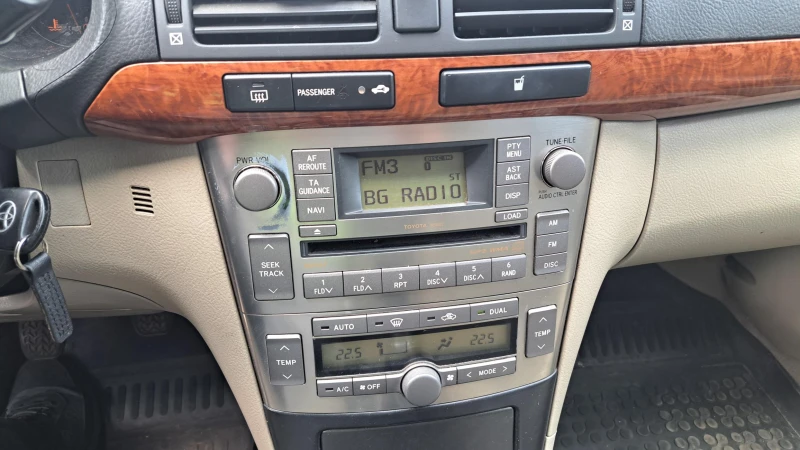 PASSENGER
PWR VOL
AF
REROUTE
TA
GUIDANCE
NAVI
FM3
ST
BG RADIO
PTY
MENU
AST
BACK
DISP
LOAD
TUNE FILE
AUDIO CTRL ENTER
SEEK
TRACK
1
FLD
2
FLD
3
RPT
4
DISC
5
DISC
6
RAND
AM
FM
DISC
AUTO
DUAL
TEMP
22.5
22.5
TEMP
A/C
OFF
MODE